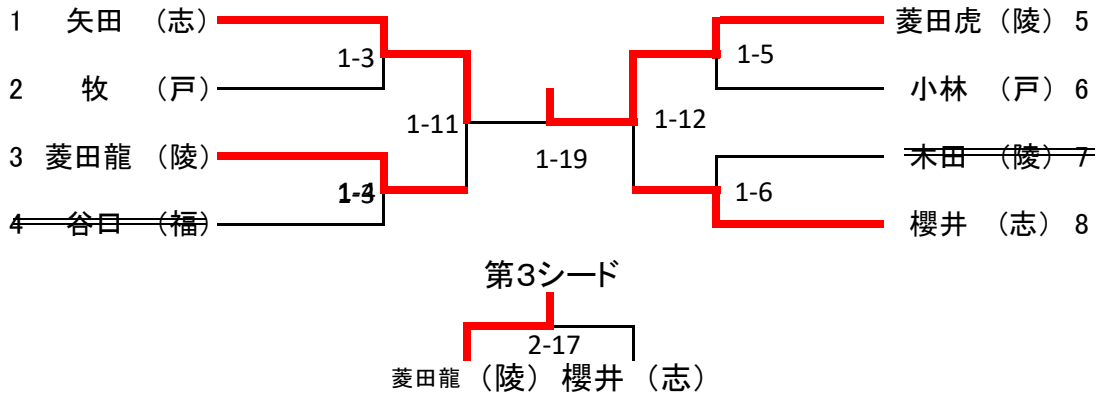 1 矢田 （志） 菱田虎（陵） 5
1-3 1-5
2 牧 （戸） 小林 （戸） 6
1-11 1-12
3 菱田龍 （陵） 1-19 木田 （陵） 7
1-6
4 谷口 （福） 櫻井 （志） 8
第3シード
2-17
菱田龍 （陵） 櫻井 （志）